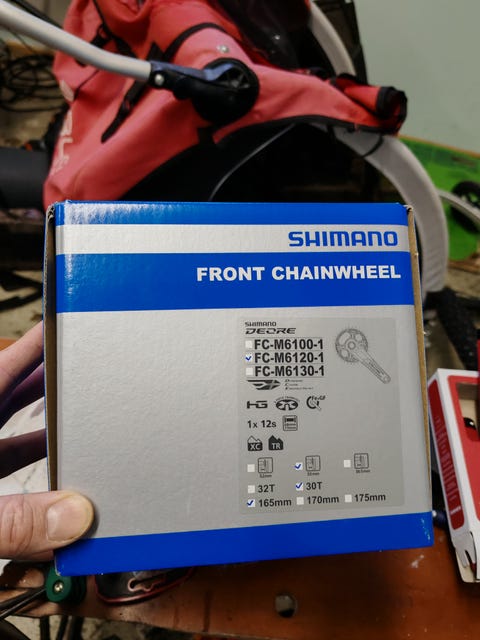 SHIMANO
FRONT CHAINWHEEL
SHIMANO
DEORE
FC-M6100-1
FC-M6120-1
FC-M6130-1
HG
1x 12s
XC TR
32T 30T
165mm 170mm 175mm